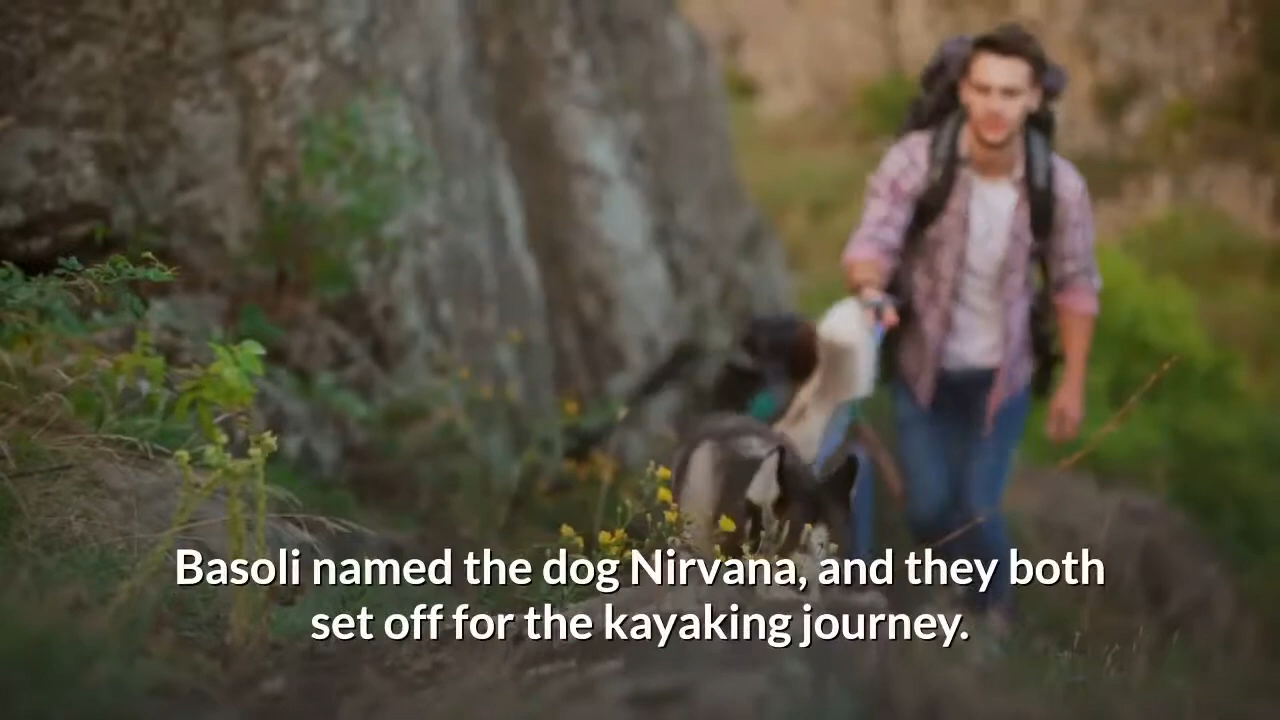 Basoli named the dog Nirvana, and they both
set off for the kayaking journey.